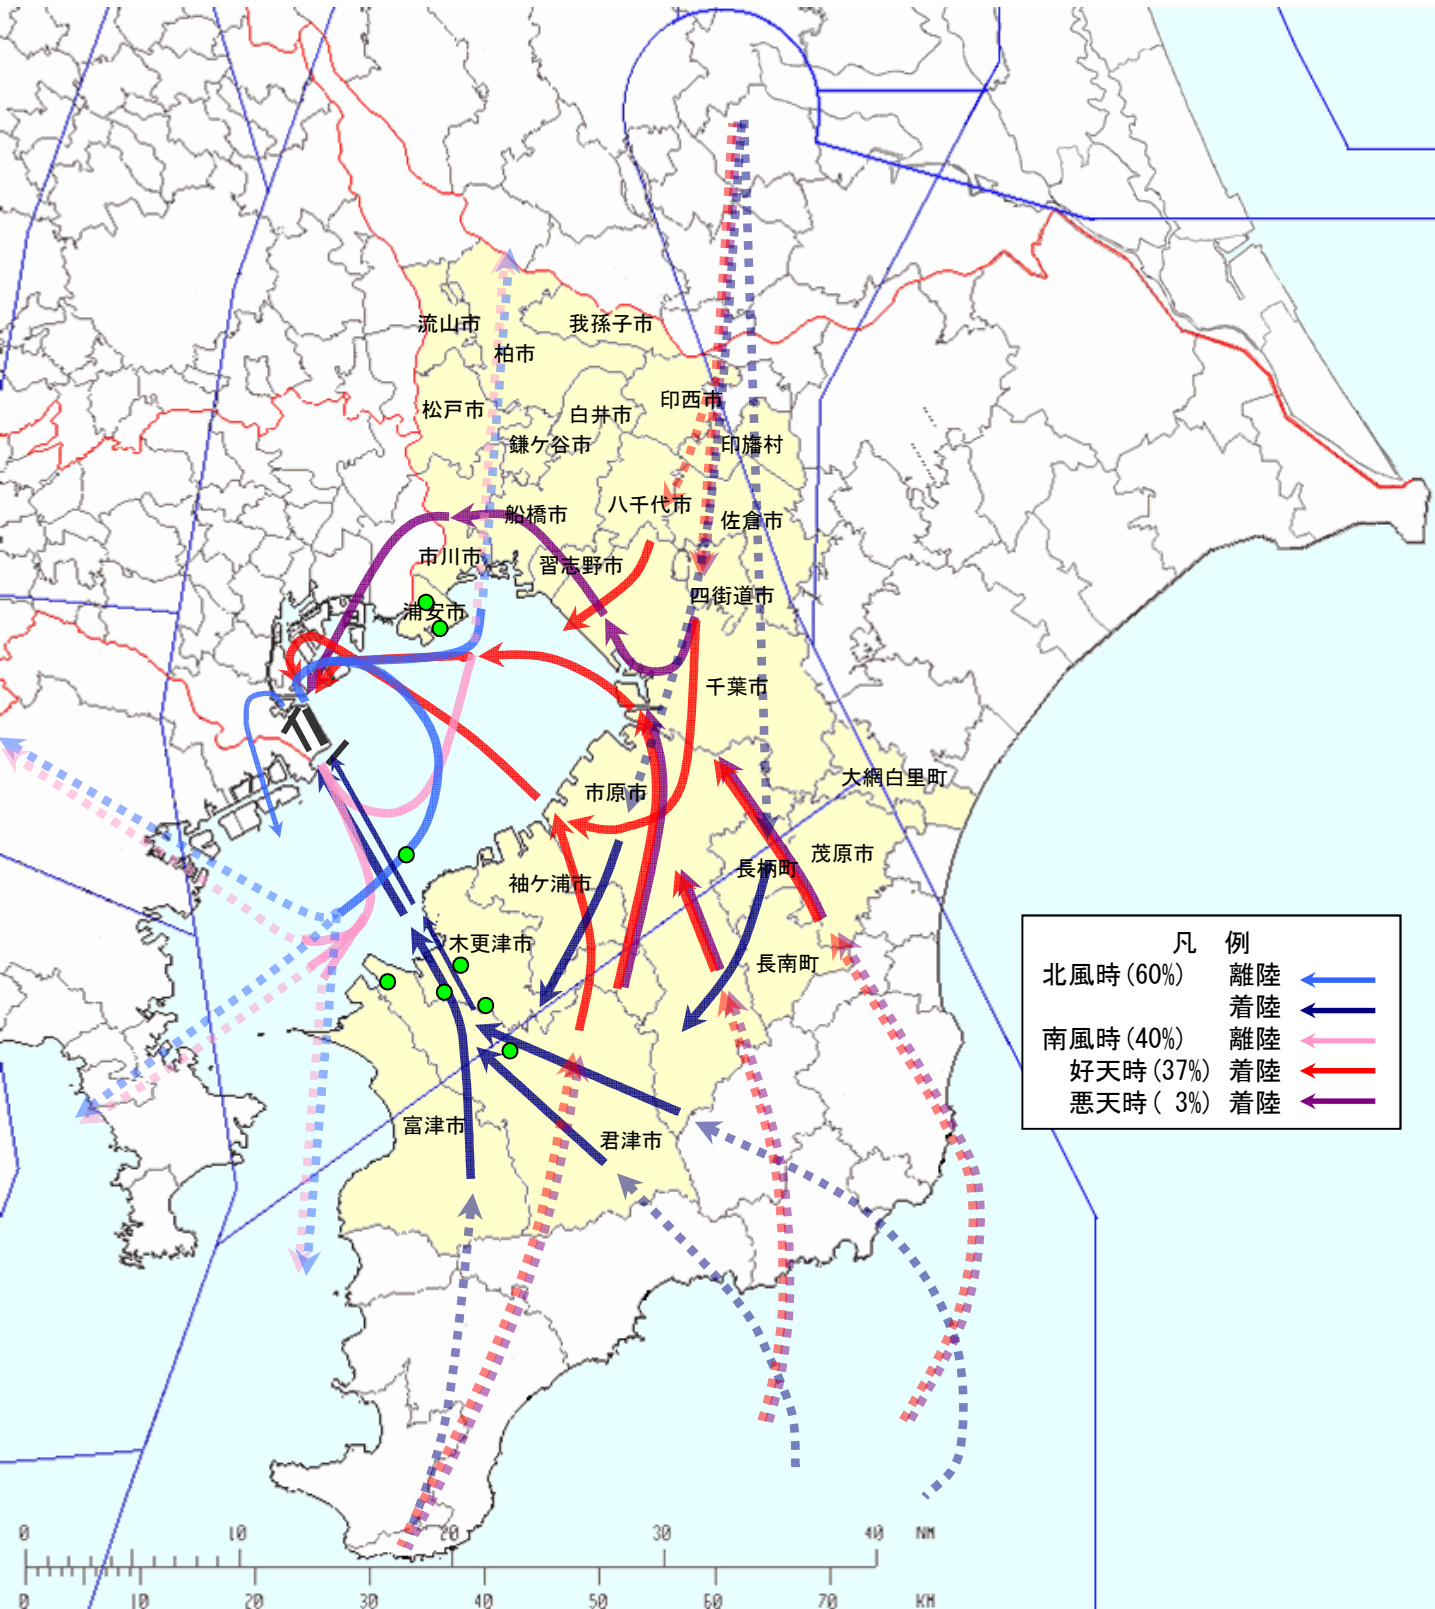 流山市
我孫子市
柏市
松戸市
印西市
白井市
鎌ケ谷市
印旛村
八千代市
船橋市
佐倉市
市川市
習志野市
四街道市
浦安市
千葉市
大網白里町
市原市
茂原市
長柄町
袖ケ浦市
木更津市
長南町
富津市
君津市
凡 例
北風時(60%) 離陸
着陸
南風時(40%) 離陸
好天時(37%) 着陸
悪天時( 3%) 着陸
0 10 20 30 40 NM
0 10 20 30 40 50 60 70 KM